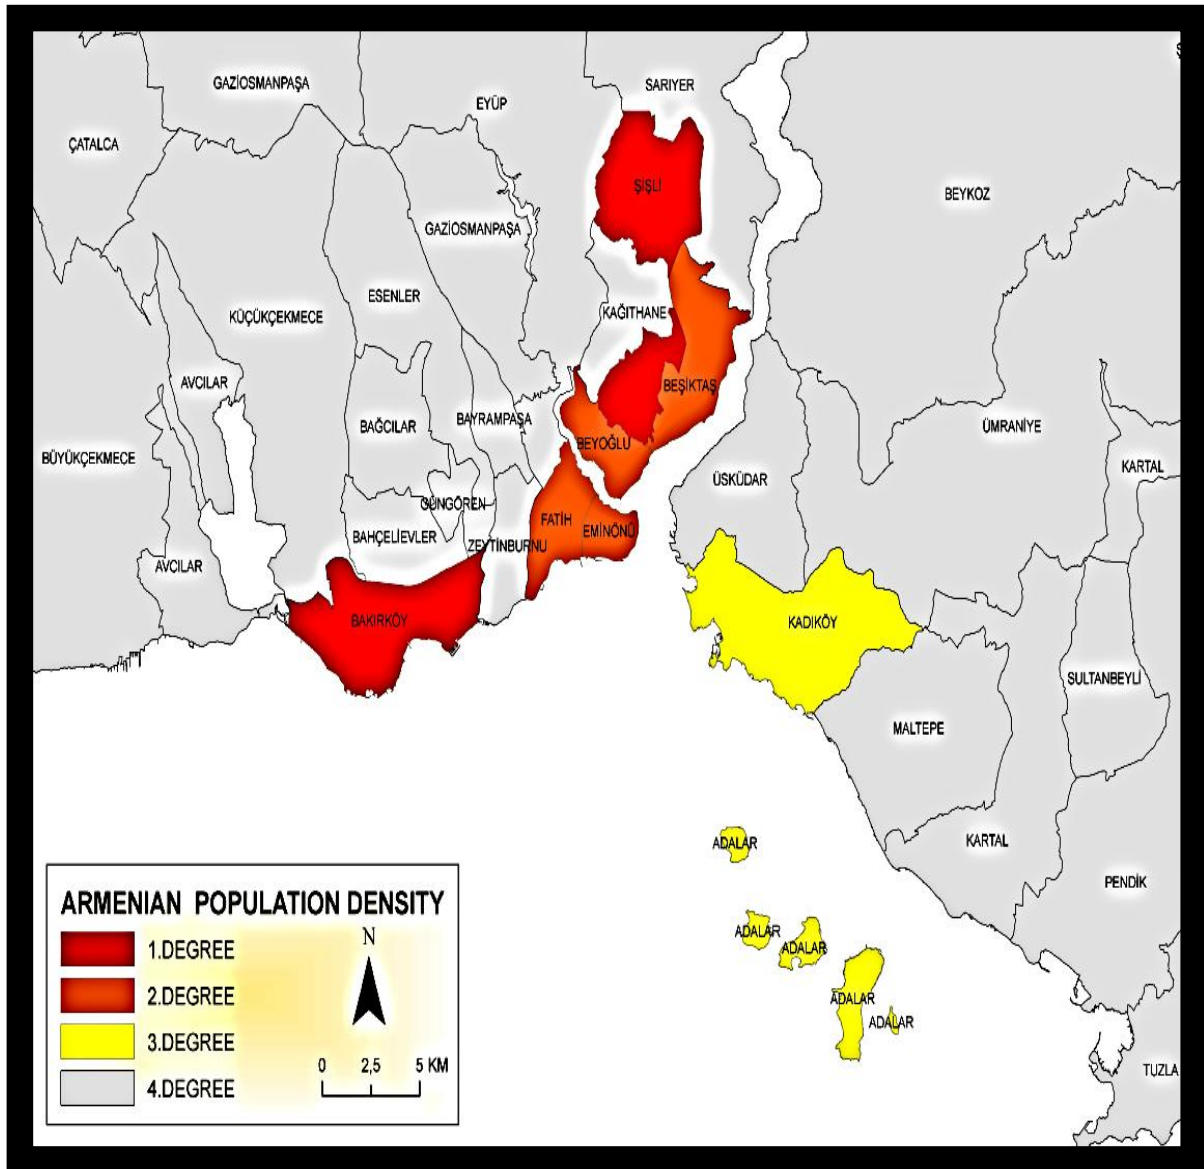 Ş
GAZİOSMANPAŞA
SARIYER
EYÜP
ÇATALCA
ŞİŞLİ
BEYKOZ
GAZİOSMANPAŞA
ESENLER
KAĞITHANE
KÜÇÜKÇEKMECE
AVCILAR
BEŞİKTAŞ
BAĞCILAR
BAYRAMPAŞA
ÜMRANİYE
BEYOĞLU
BÜYÜKÇEKMECE
KARTAL
ÜSKÜDAR
GÜNGÖREN
FATİH
EMİNÖNÜ
BAHÇELİEVLER
ZEYTİNBURNU
AVCILAR
BAKIRKÖY
KADIKÖY
SULTANBEYLİ
MALTEPE
KARTAL
ADALAR
PENDİK
ADALAR
ADALAR
ADALAR
ADALAR
TUZLA
ARMENIAN POPULATION DENSITY
1.DEGREE
2.DEGREE
3.DEGREE
4.DEGREE
N
0 2,5 5 KM